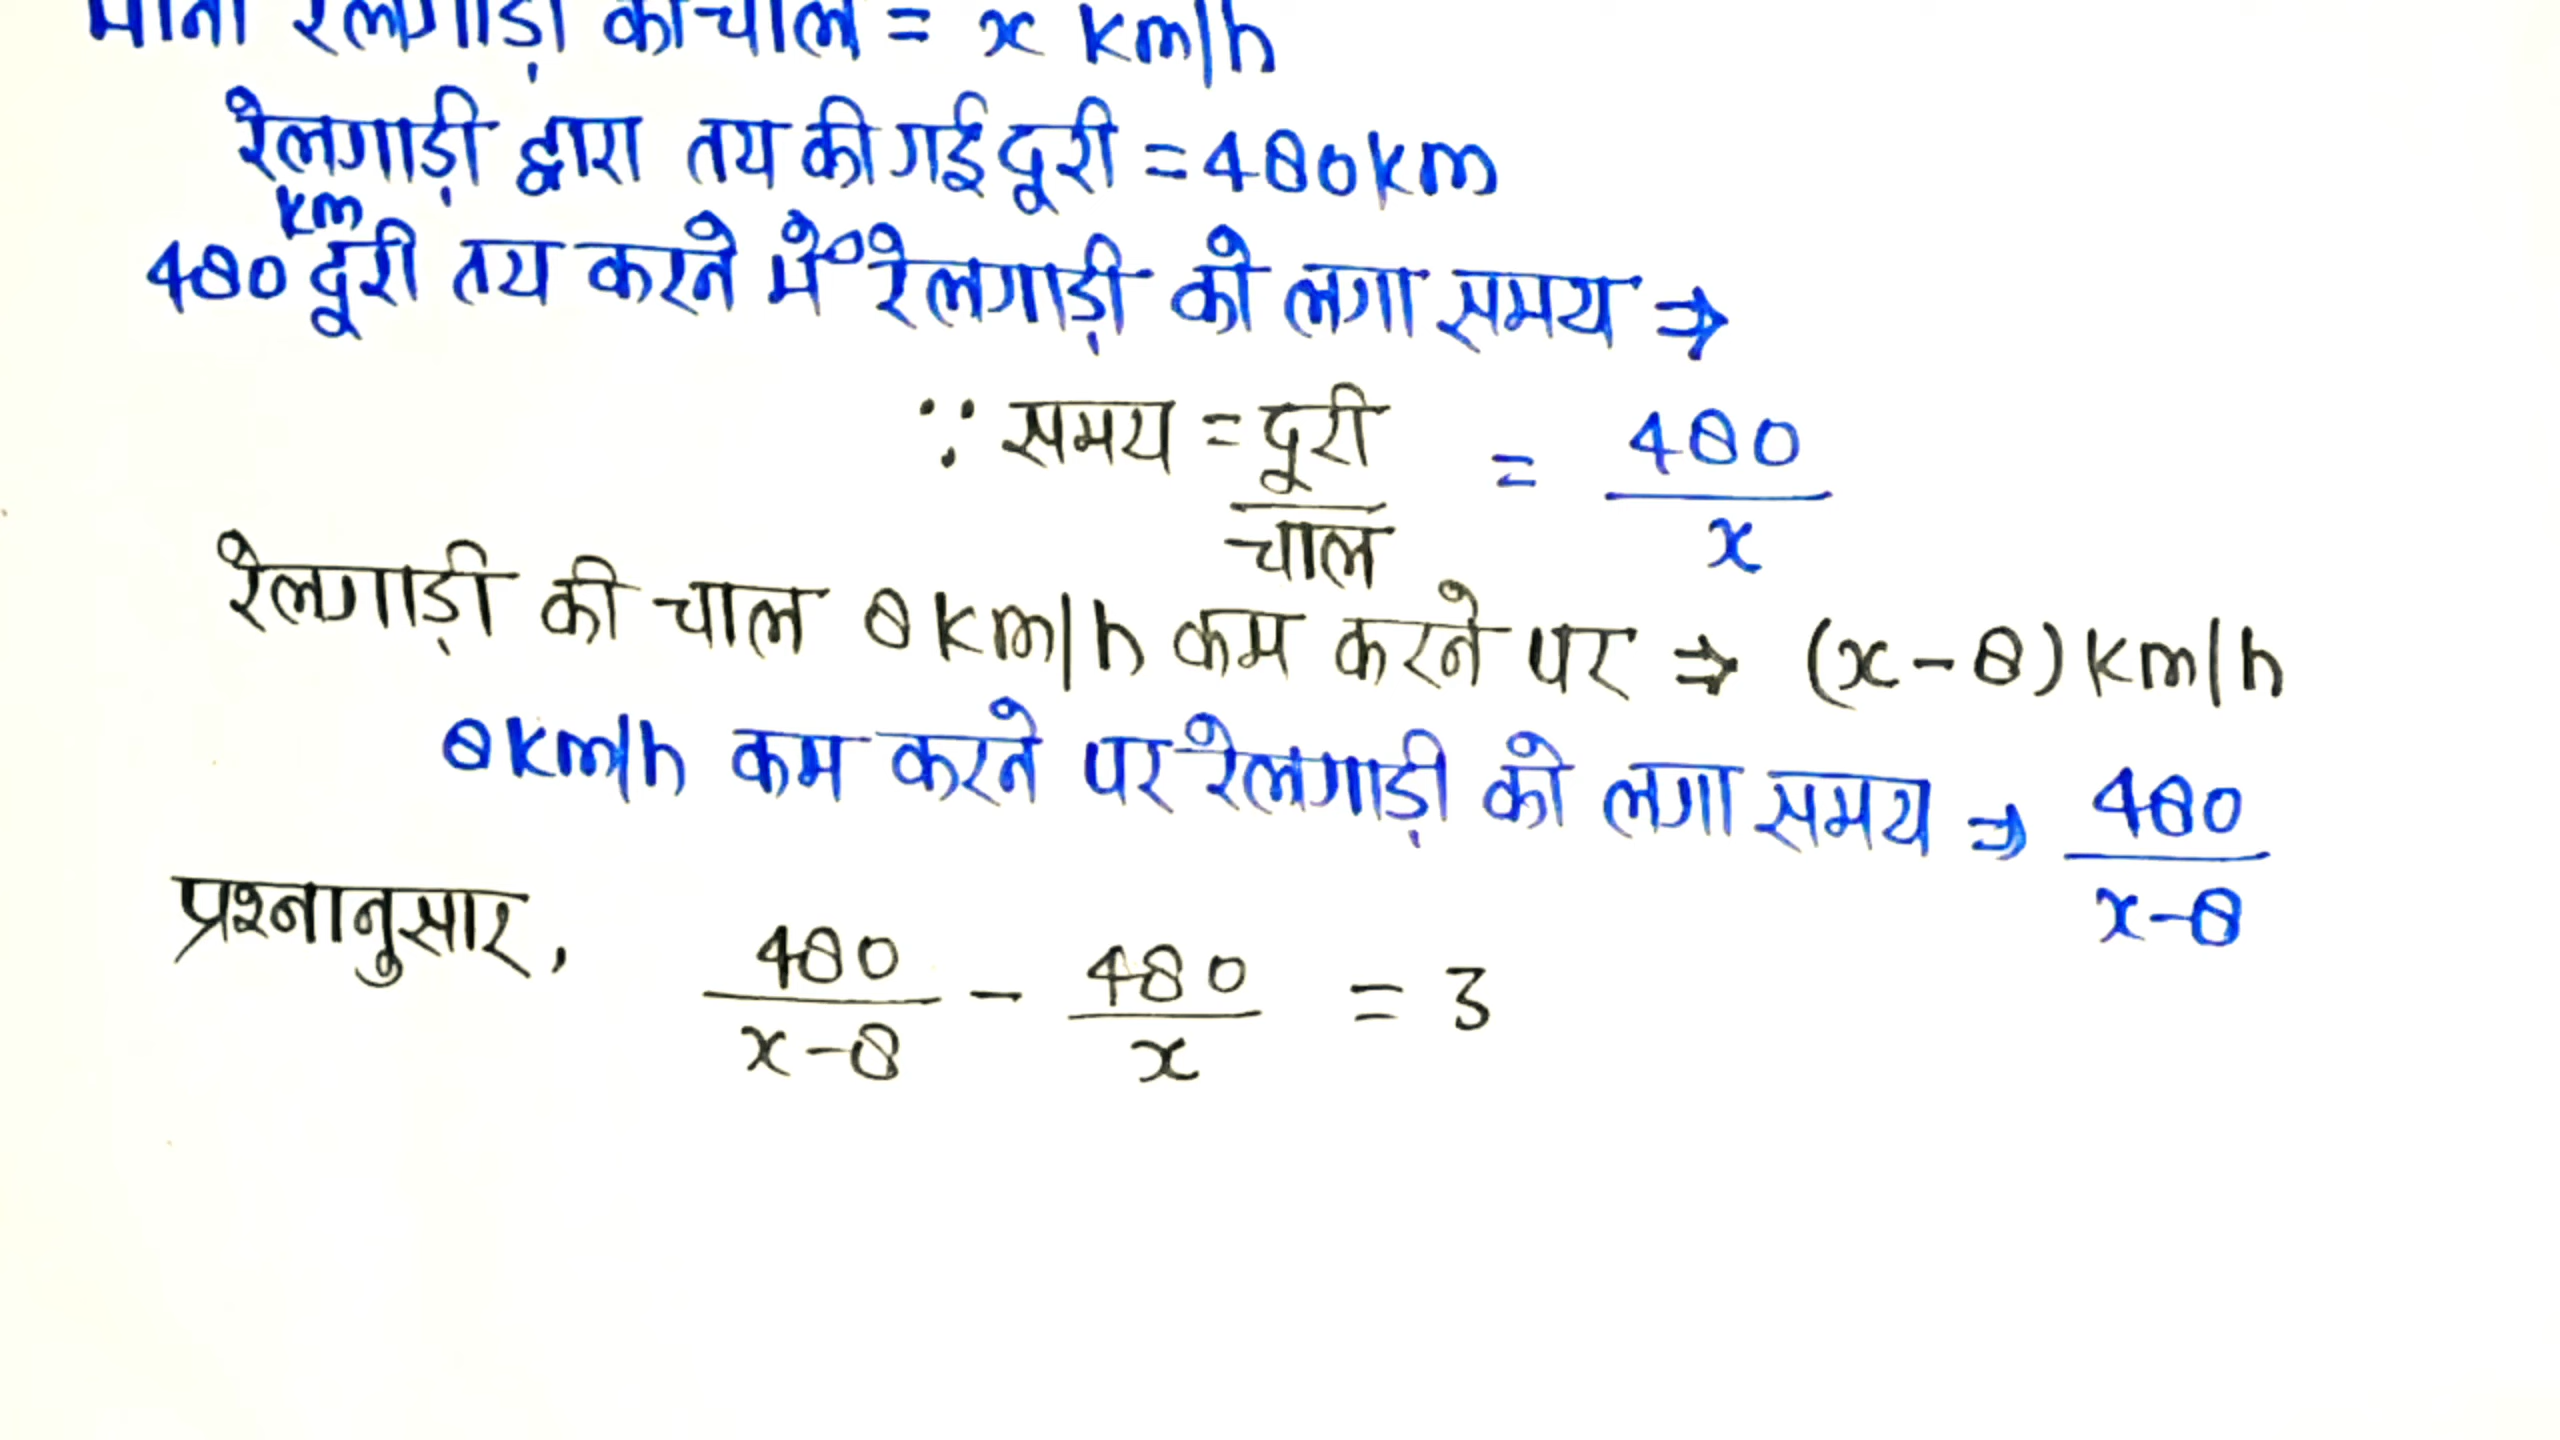 माना रेलगाड़ी की चाल = x km/h
रेलगाड़ी द्वारा तय की गई दूरी = 480 km
480 km दूरी तय करने में रेलगाड़ी को लगा समय ⇒
∵ समय = दूरी/चाल = 480/x
रेलगाड़ी की चाल 8 km/h कम करने पर ⇒ (x-8) km/h
8 km/h कम करने पर रेलगाड़ी को लगा समय ⇒ 480/x-8
प्रश्नानुसार, 480/x-8 - 480/x = 3